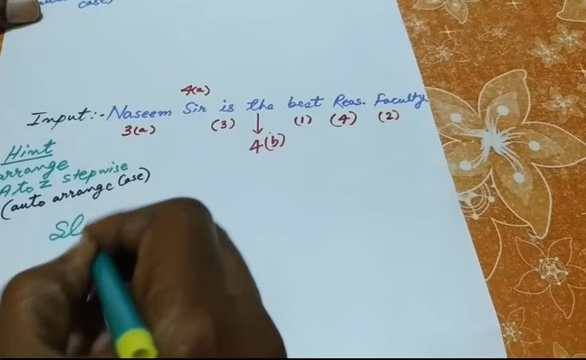 case)
4(a)
Input:- Naseem Sir is the best Reas. Faculty
3(a) (3) (1) (4) (2)
4(b)
Hint
arrange
A to Z stepwise
(auto arrange case)